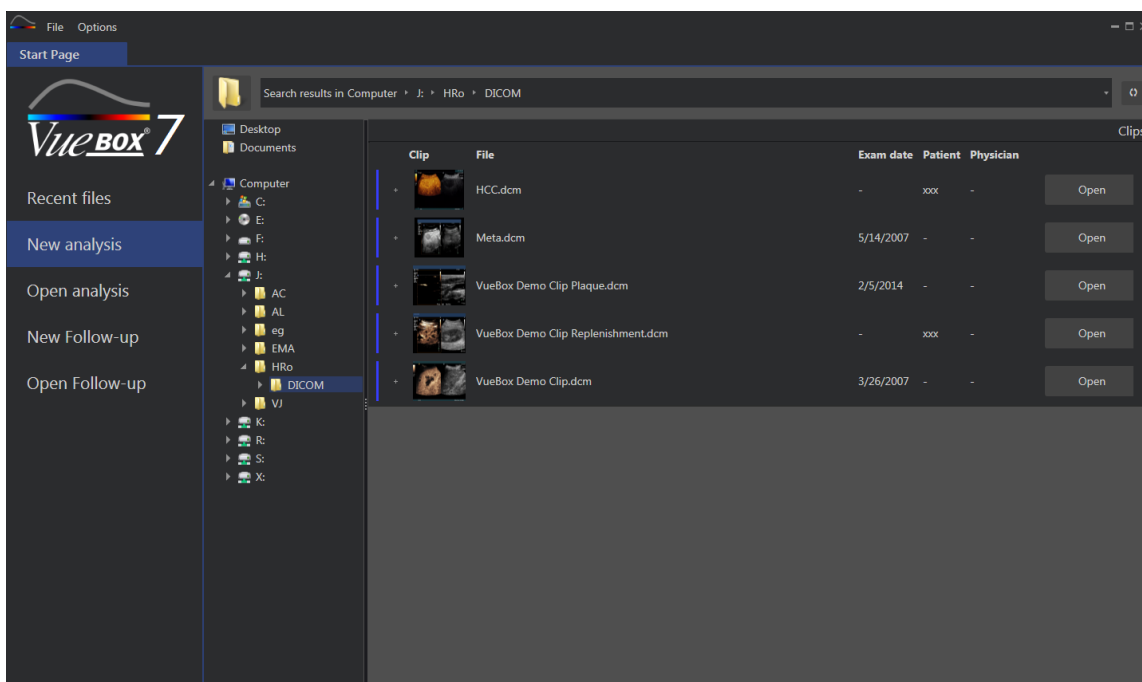 File Options
Start Page
VUE BOX® 7
Recent files
New analysis
Open analysis
New Follow-up
Open Follow-up
Search results in Computer J: HRo DICOM
Desktop
Documents
Computer
C:
E:
F:
H:
J:
AC
AL
eg
EMA
HRo
DICOM
VJ
K:
R:
S:
X:
Clips
Clip File Exam date Patient Physician
+ HCC.dcm - xxx - Open
+ Meta.dcm 5/14/2007 - - Open
+ VueBox Demo Clip Plaque.dcm 2/5/2014 - - Open
+ VueBox Demo Clip Replenishment.dcm - xxx - Open
+ VueBox Demo Clip.dcm 3/26/2007 - - Open